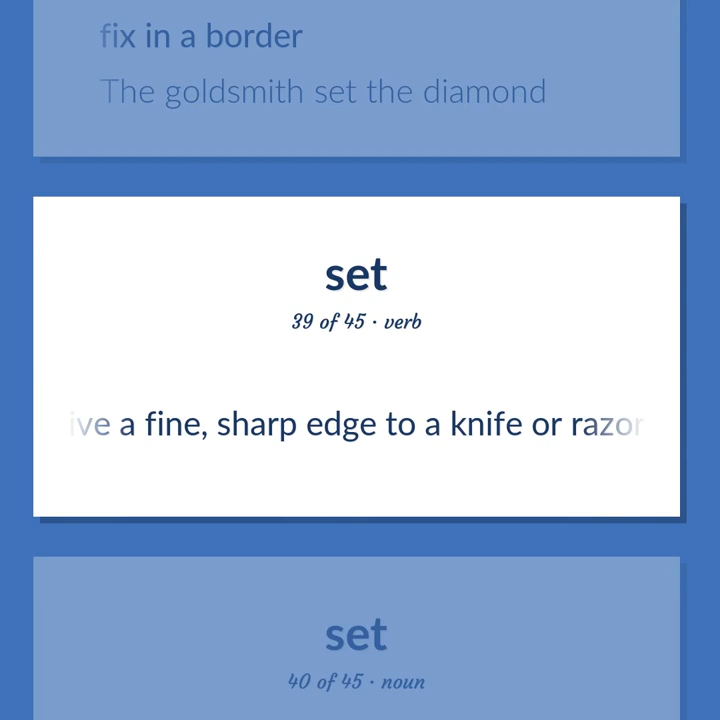 fix in a border
The goldsmith set the diamond
set
39 of 45 · verb
ive a fine, sharp edge to a knife or razor
set
40 of 45 · noun